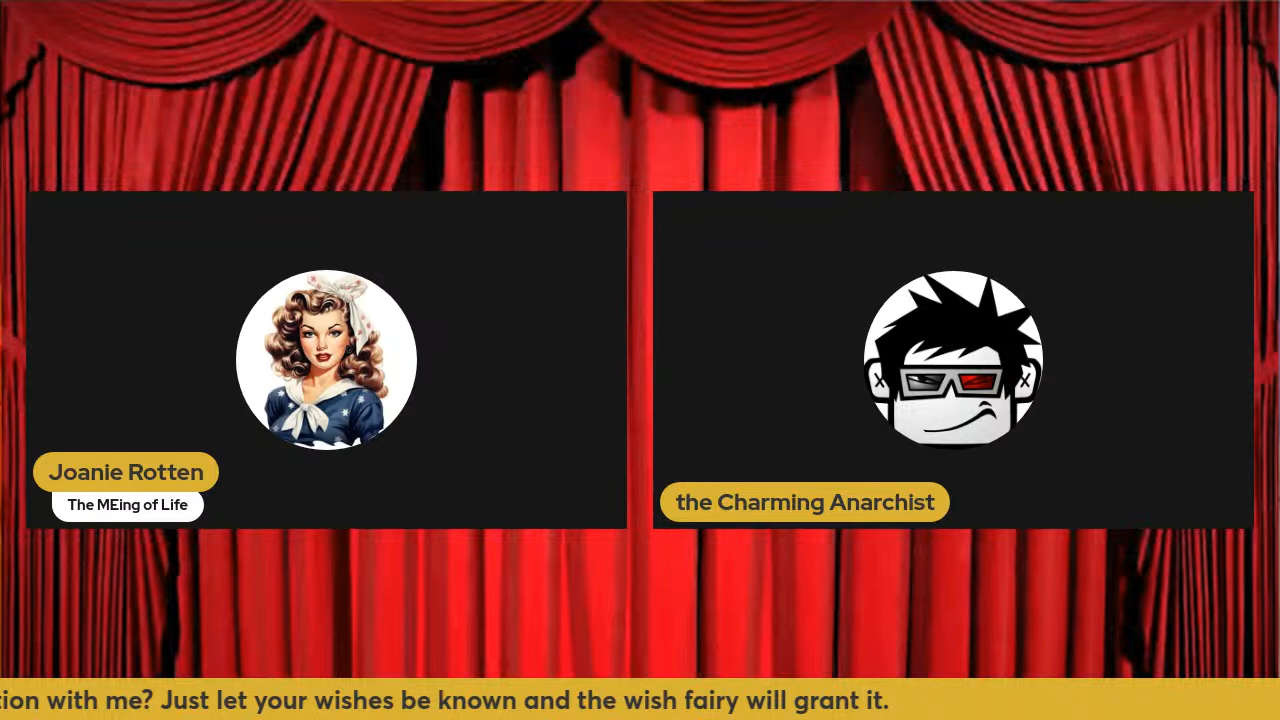 Joanie Rotten
The MEing of Life
the Charming Anarchist
tion with me? Just let your wishes be known and the wish fairy will grant it.